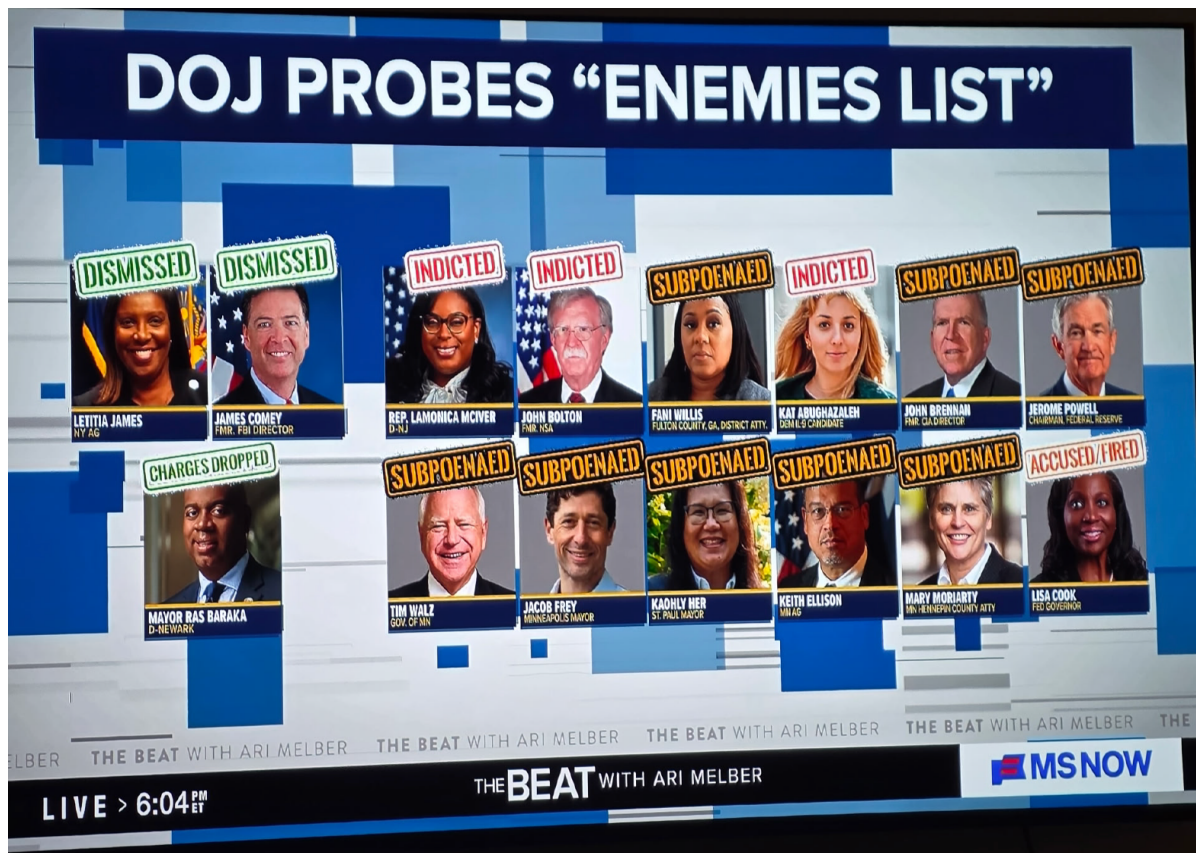 DOJ PROBES “ENEMIES LIST”
DISMISSED
LETITIA JAMES
NY AG
DISMISSED
JAMES COMEY
FMR. FBI DIRECTOR
INDICTED
REP. LAMONICA MCIVER
D-NJ
INDICTED
JOHN BOLTON
FMR. NSA
SUBPOENAED
FANI WILLIS
FULTON COUNTY, GA, DISTRICT ATTY.
INDICTED
KAT ABUGHAZALEH
DEM IL 9 CANDIDATE
SUBPOENAED
JOHN BRENNAN
FMR. CIA DIRECTOR
SUBPOENAED
JEROME POWELL
CHAIRMAN, FEDERAL RESERVE
CHARGES DROPPED
MAYOR RAS BARAKA
D-NEWARK
SUBPOENAED
TIM WALZ
GOV. OF MN
SUBPOENAED
JACOB FREY
MINNEAPOLIS MAYOR
SUBPOENAED
KAOHLY HER
ST. PAUL MAYOR
SUBPOENAED
KEITH ELLISON
MN AG
SUBPOENAED
MARY MORIARTY
MN HENNEPIN COUNTY ATTY
ACCUSED/FIRED
LISA COOK
FED GOVERNOR
ELBER THE BEAT WITH ARI MELBER THE BEAT WITH ARI MELBER THE BEAT WITH ARI MELBER THE BEAT WITH ARI MELBER THE
THE BEAT WITH ARI MELBER
MS NOW
LIVE > 6:04 PM ET